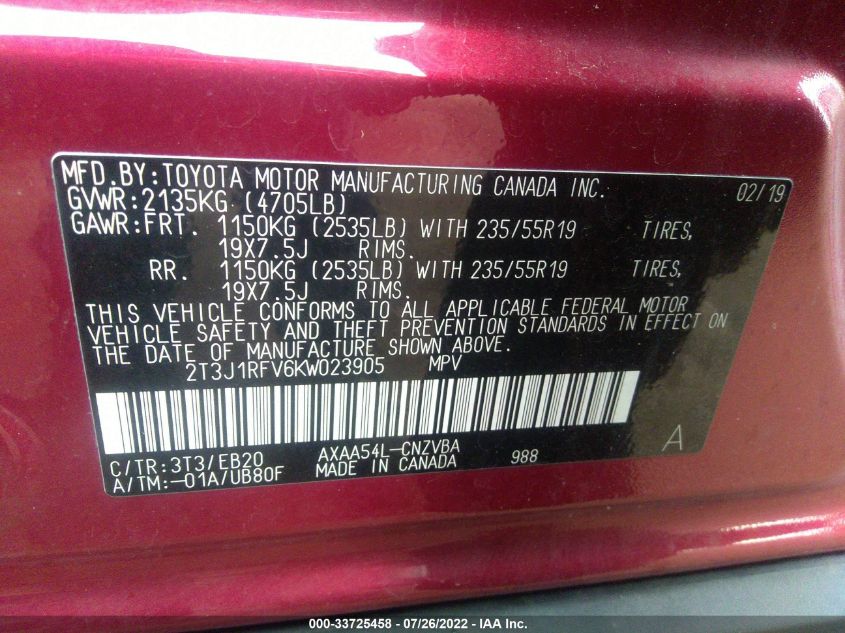 MFD. BY: TOYOTA MOTOR MANUFACTURING CANADA INC. 02/19
GVWR: 2135KG (4705LB)
GAWR: FRT. 1150KG (2535LB) WITH 235/55R19 TIRES,
19X7.5J RIMS.
RR. 1150KG (2535LB) WITH 235/55R19 TIRES,
19X7.5J RIMS.
THIS VEHICLE CONFORMS TO ALL APPLICABLE FEDERAL MOTOR
VEHICLE SAFETY AND THEFT PREVENTION STANDARDS IN EFFECT ON
THE DATE OF MANUFACTURE SHOWN ABOVE.
2T3J1RFV6KW023905 MPV
A
C/TR: 3T3/EB20 AXAA54L-CNZVBA 988
A/TM: -01A/UB80F MADE IN CANADA
000-33725458 - 07/26/2022 - IAA Inc.